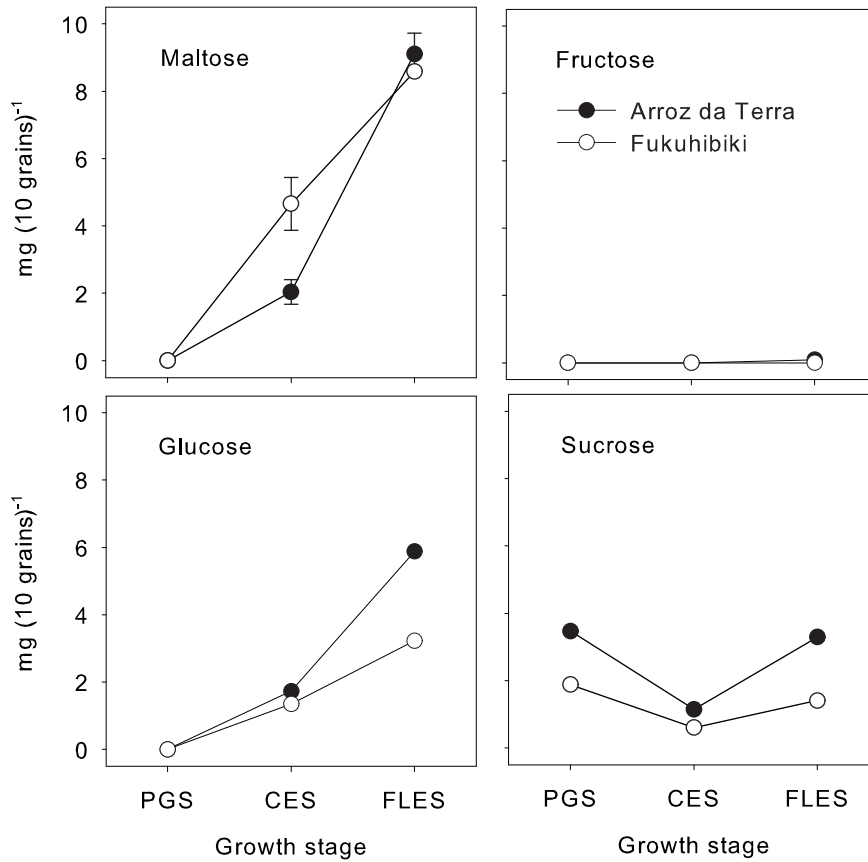 Maltose
10
8
6
4
2
0
mg (10 grains)⁻¹
Fructose
Arroz da Terra
Fukuhibiki
Glucose
10
8
6
4
2
0
mg (10 grains)⁻¹
PGS CES FLES
Growth stage
Sucrose
PGS CES FLES
Growth stage